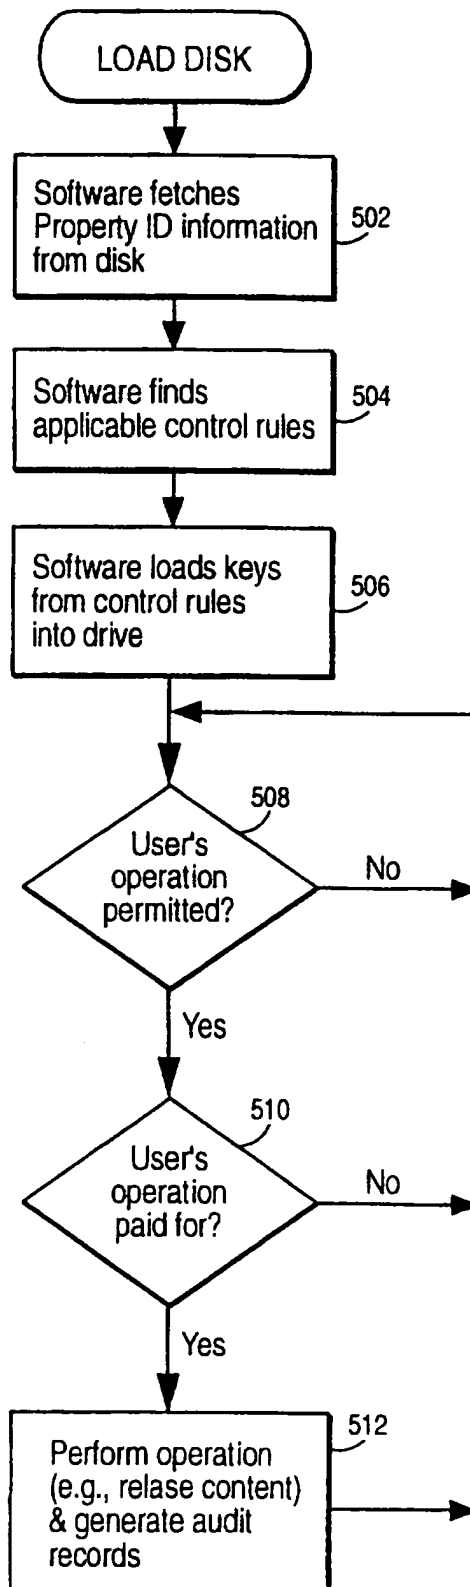 LOAD DISK
Software fetches
Property ID information
from disk
502
Software finds
applicable control rules
504
Software loads keys
from control rules
into drive
506
508
User's
operation
permitted?
No
Yes
510
User's
operation
paid for?
No
Yes
512
Perform operation
(e.g., relase content)
& generate audit
records